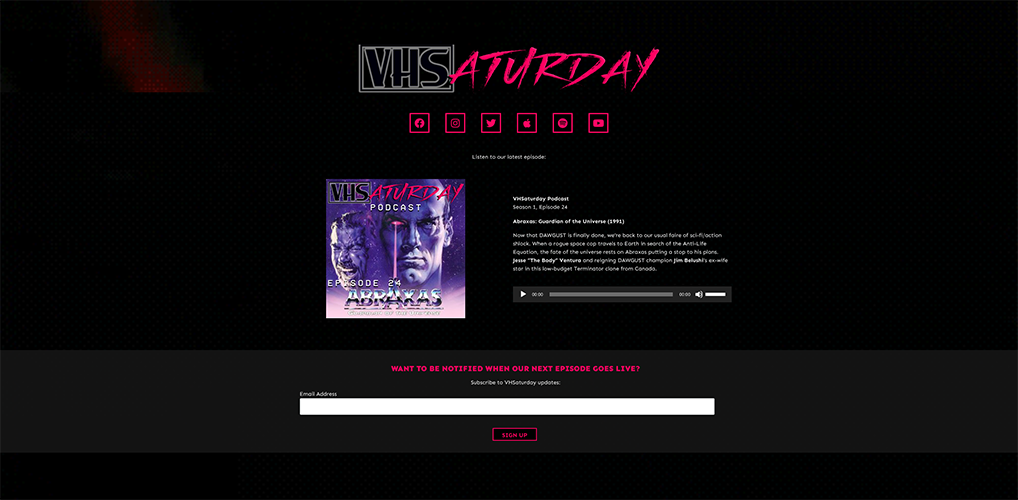 VHSATURDAY
Listen to our latest episode:
VHSATURDAY
PODCAST
EPISODE 24
ABRAXAS
GUARDIAN OF THE UNIVERSE
VHSaturday Podcast
Season 1, Episode 24
Abraxas: Guardian of the Universe (1991)
Now that DAWGUST is finally done, we're back to our usual faire of sci-fi/action
shlock. When a rogue space cop travels to Earth in search of the Anti-Life
Equation, the fate of the universe rests on Abraxas putting a stop to his plans.
Jesse "The Body" Ventura and reigning DAWGUST champion Jim Belushi's ex-wife
star in this low-budget Terminator clone from Canada.
00:00 00:00
WANT TO BE NOTIFIED WHEN OUR NEXT EPISODE GOES LIVE?
Subscribe to VHSaturday updates:
Email Address
SIGN UP